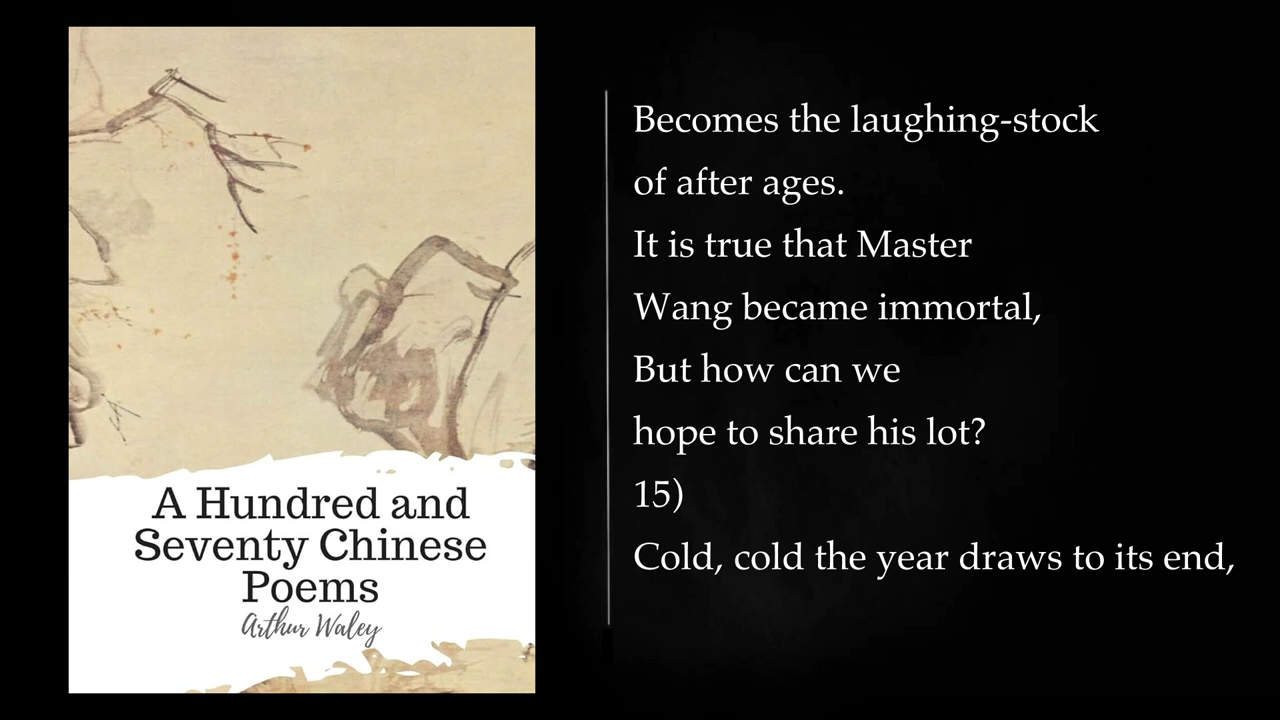 A Hundred and
Seventy Chinese
Poems
Arthur Waley
Becomes the laughing-stock
of after ages.
It is true that Master
Wang became immortal,
But how can we
hope to share his lot?
15)
Cold, cold the year draws to its end,